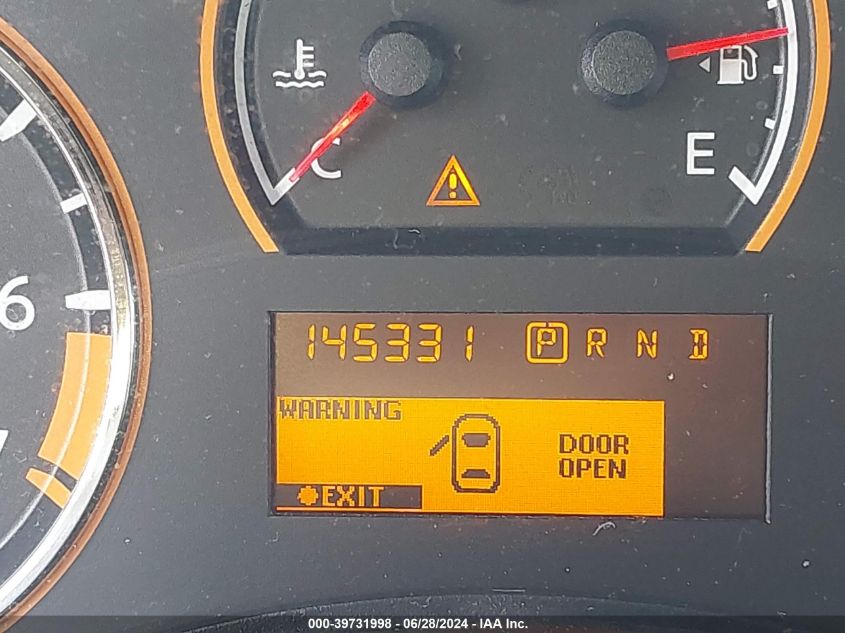 C
E
6
145331 P R N D
WARNING
DOOR
OPEN
EXIT
000-39731998 - 06/28/2024 - IAA Inc.